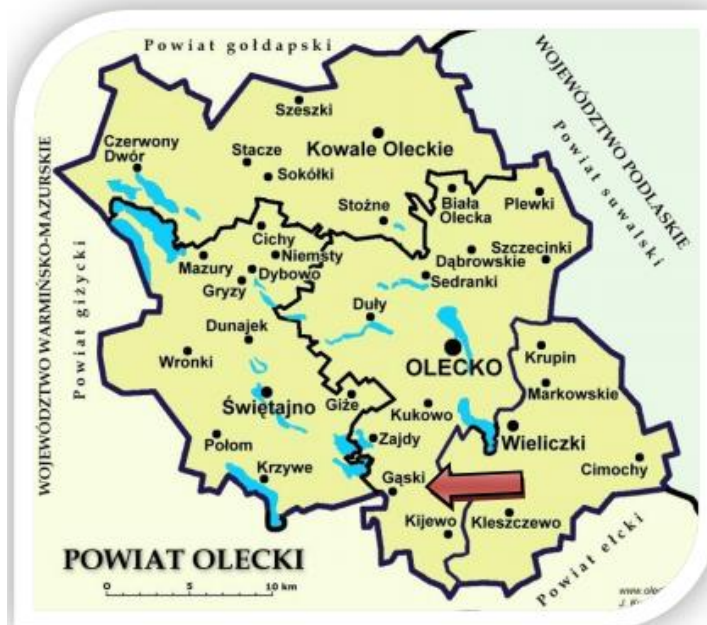 Powiat gołdapski
WOJEWÓDZTWO PODLASKIE
Powiat suwalski
WOJEWÓDZTWO WARMIŃSKO-MAZURSKIE
Powiat giżycki
Szeszki
Kowale Oleckie
Czerwony
Dwór
Stacze
Sokółki
Stożne
Biała
Olecka
Plewki
Cichy
Niemsty
Mazury
Dybowo
Gryzy
Dąbrowskie
Szczecinki
Sedranki
Dunajek
Duły
Wronki
OLECKO
Krupin
Markowskie
Świętajno
Giże
Kukowo
Wieliczki
Połom
Zajdy
Cimochy
Krzywe
Gąski
Kijewo
Kleszczewo
POWIAT OLECKI
Powiat ełcki
0 5 10 km